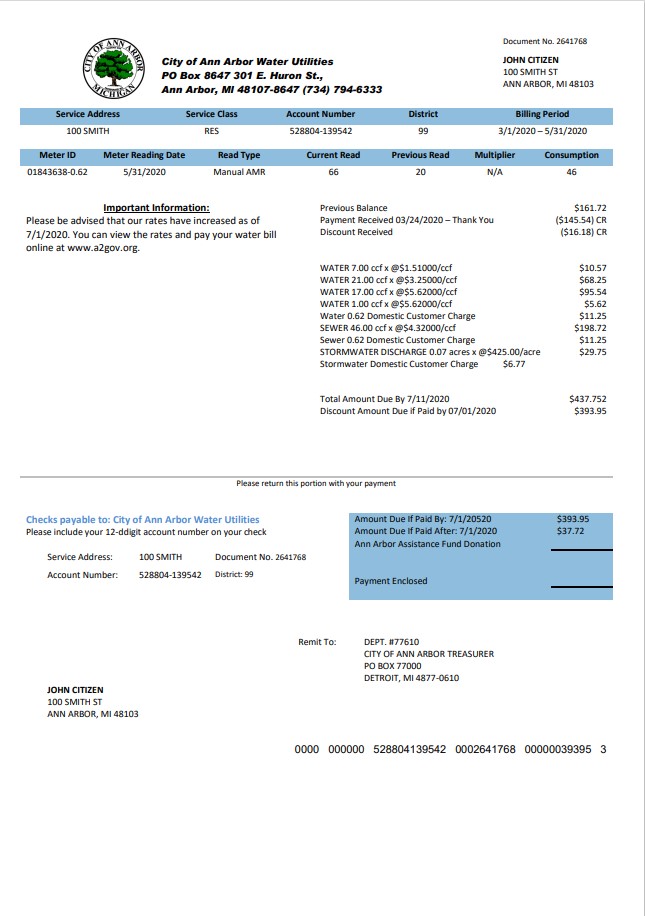 CITY OF ANN ARBOR
MICHIGAN
City of Ann Arbor Water Utilities
PO Box 8647 301 E. Huron St.,
Ann Arbor, MI 48107-8647 (734) 794-6333
Document No. 2641768
JOHN CITIZEN
100 SMITH ST
ANN ARBOR, MI 48103
Service Address Service Class Account Number District Billing Period
100 SMITH RES 528804-139542 99 3/1/2020 – 5/31/2020
Meter ID Meter Reading Date Read Type Current Read Previous Read Multiplier Consumption
01843638-0.62 5/31/2020 Manual AMR 66 20 N/A 46
Important Information:
Please be advised that our rates have increased as of
7/1/2020. You can view the rates and pay your water bill
online at www.a2gov.org.
Previous Balance $161.72
Payment Received 03/24/2020 – Thank You ($145.54) CR
Discount Received ($16.18) CR
WATER 7.00 ccf x @$1.51000/ccf $10.57
WATER 21.00 ccf x @$3.25000/ccf $68.25
WATER 17.00 ccf x @$5.62000/ccf $95.54
WATER 1.00 ccf x @$5.62000/ccf $5.62
Water 0.62 Domestic Customer Charge $11.25
SEWER 46.00 ccf x @$4.32000/ccf $198.72
Sewer 0.62 Domestic Customer Charge $11.25
STORMWATER DISCHARGE 0.07 acres x @$425.00/acre $29.75
Stormwater Domestic Customer Charge $6.77
Total Amount Due By 7/11/2020 $437.752
Discount Amount Due if Paid by 07/01/2020 $393.95
Please return this portion with your payment
Checks payable to: City of Ann Arbor Water Utilities
Please include your 12-ddigit account number on your check
Service Address: 100 SMITH Document No. 2641768
Account Number: 528804-139542 District: 99
Amount Due If Paid By: 7/1/20520 $393.95
Amount Due If Paid After: 7/1/2020 $37.72
Ann Arbor Assistance Fund Donation
Payment Enclosed
Remit To: DEPT. #77610
CITY OF ANN ARBOR TREASURER
PO BOX 77000
DETROIT, MI 4877-0610
JOHN CITIZEN
100 SMITH ST
ANN ARBOR, MI 48103
0000 000000 528804139542 0002641768 00000039395 3